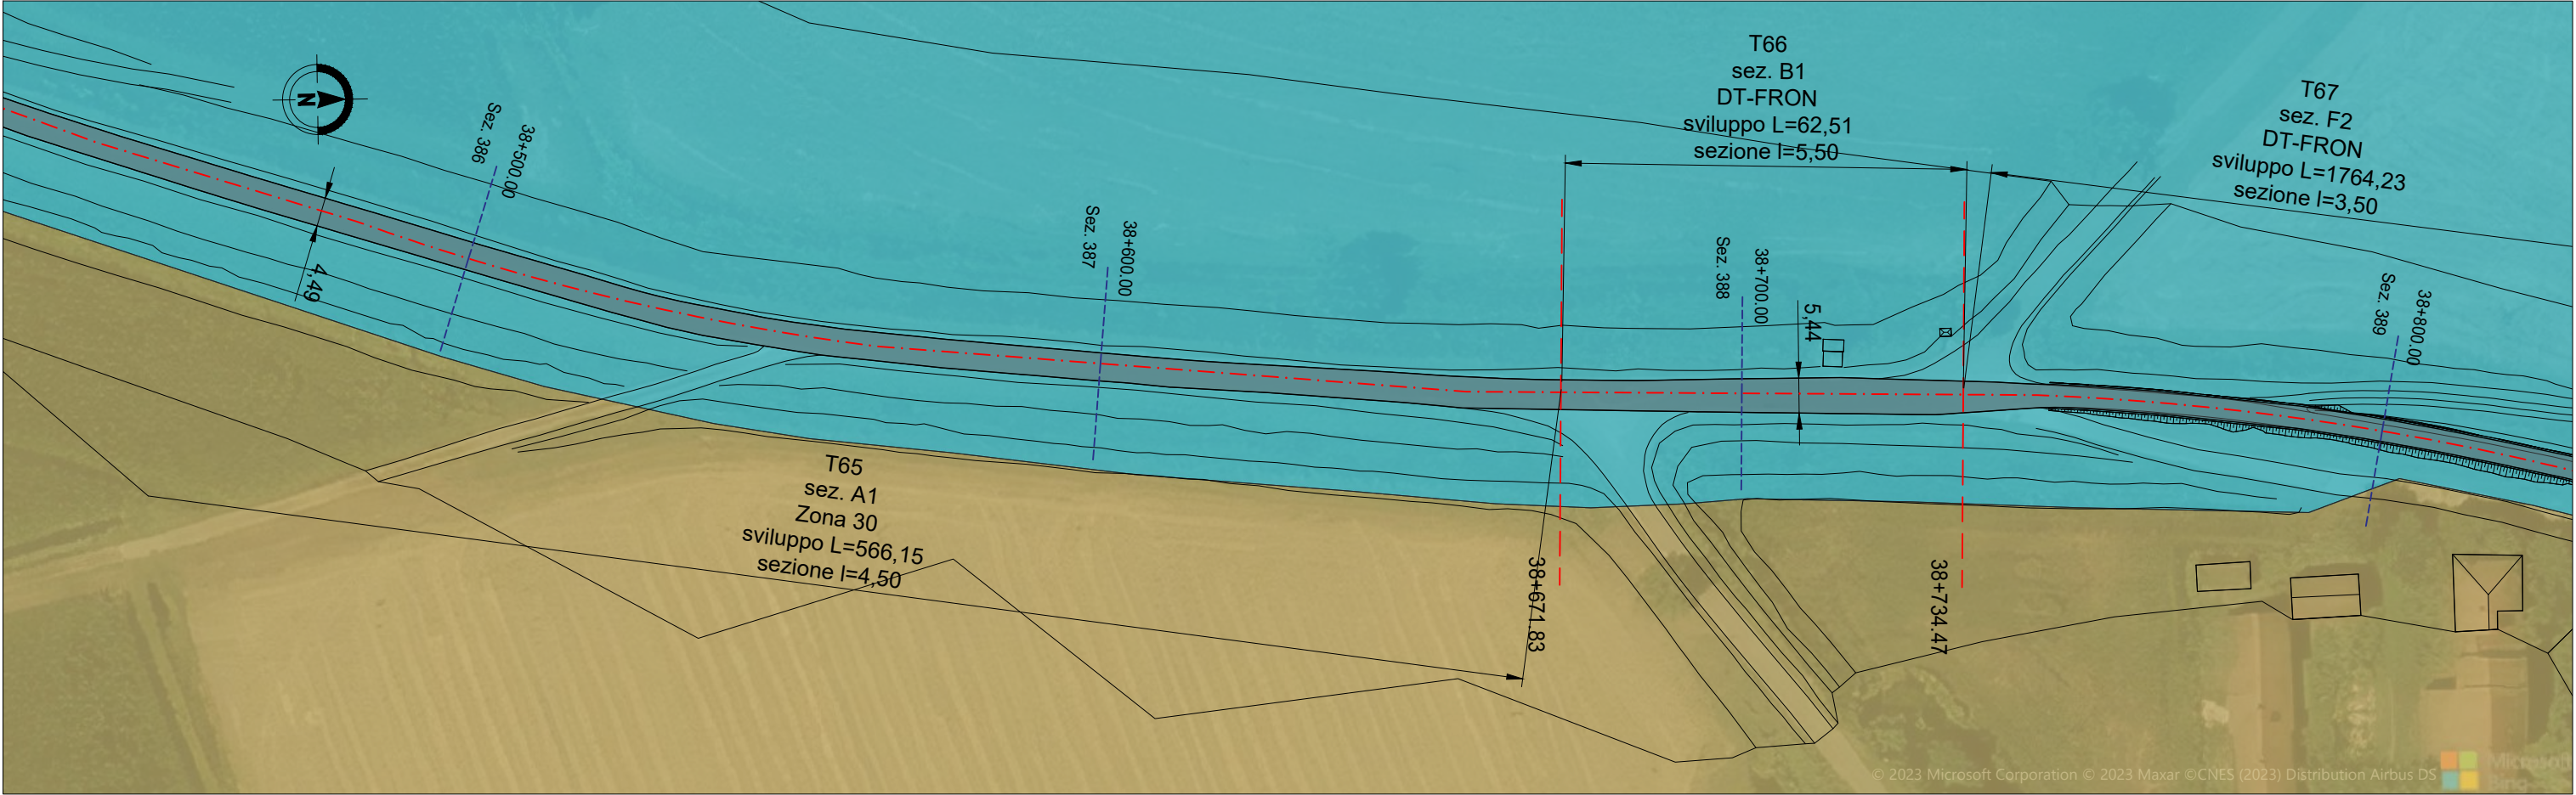 N
Sez. 386
38+500.00
4,49
Sez. 387
38+600.00
T65
sez. A1
Zona 30
sviluppo L=566,15
sezione l=4,50
38+671.83
T66
sez. B1
DT-FRON
sviluppo L=62,51
sezione l=5,50
Sez. 388
38+700.00
5,44
38+734.47
T67
sez. F2
DT-FRON
sviluppo L=1764,23
sezione l=3,50
Sez. 389
38+800.00
© 2023 Microsoft Corporation © 2023 Maxar ©CNES (2023) Distribution Airbus DS
Microsoft
Bing